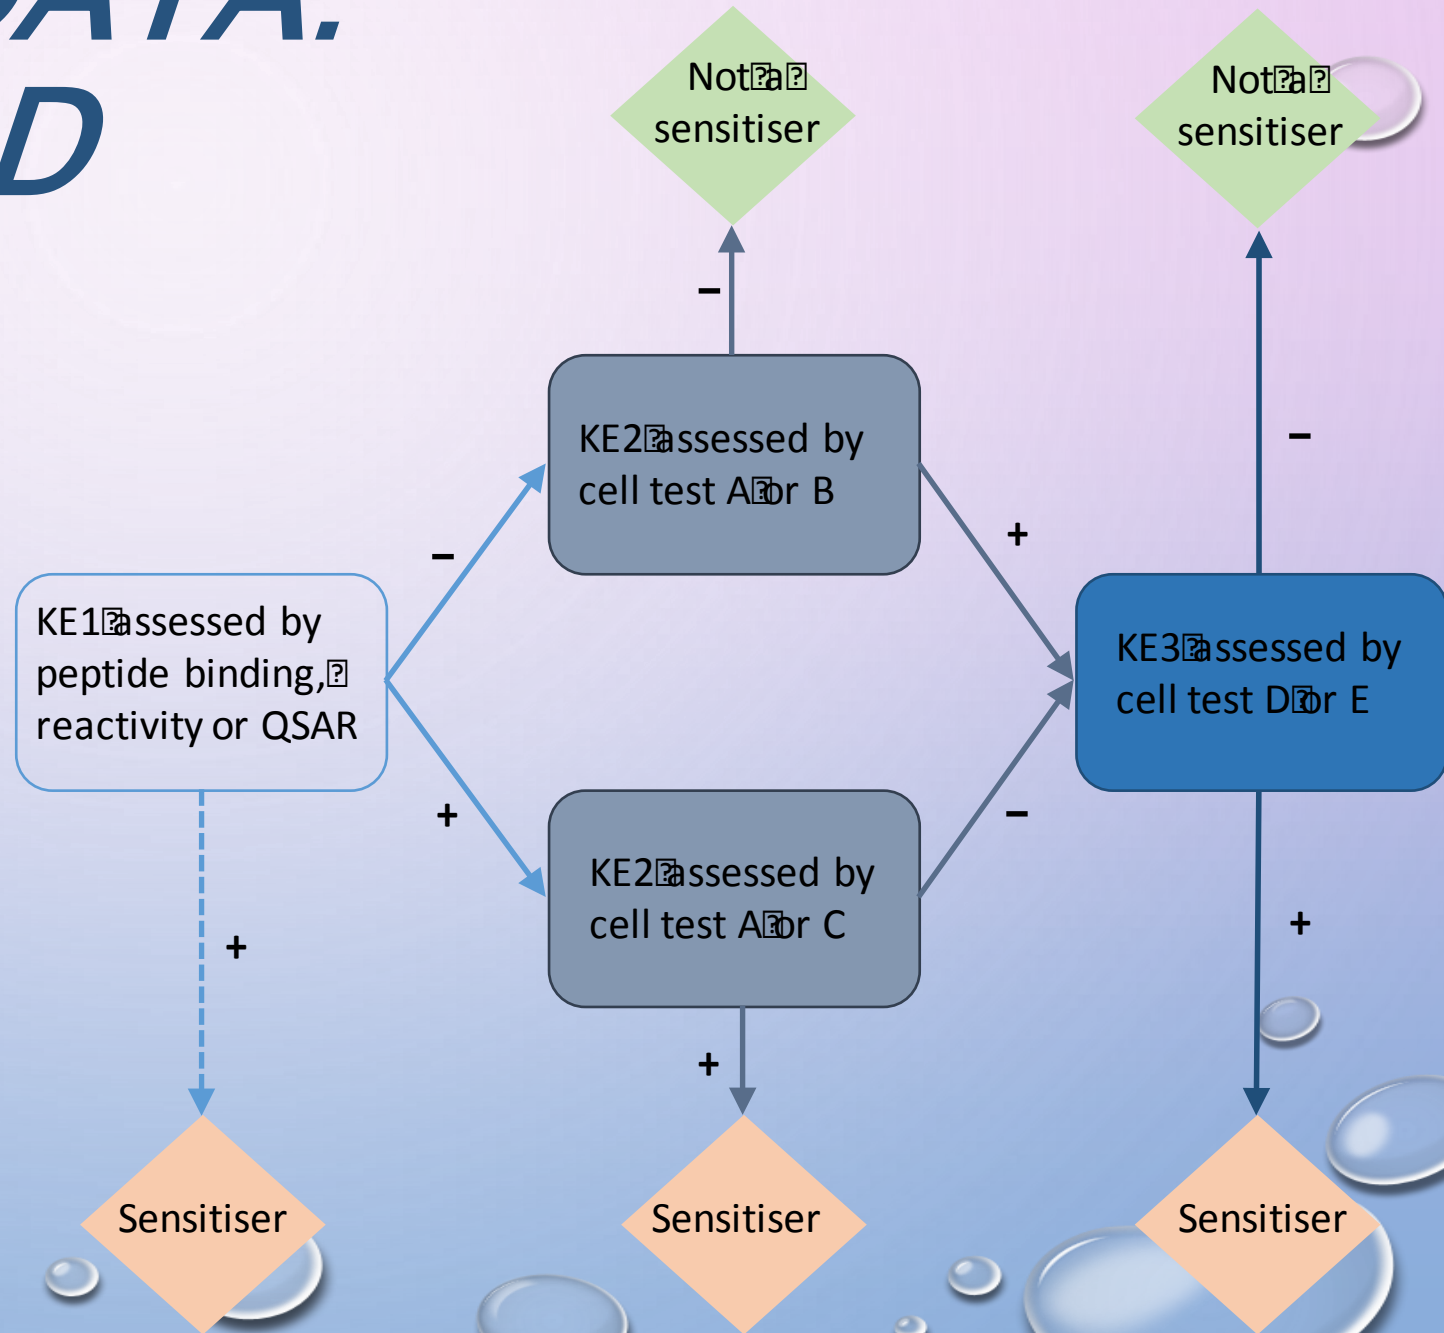 DATA:
D
Not a
sensitiser
Not a
sensitiser
–
–
KE2 assessed by
cell test A or B
–
+
KE1 assessed by
peptide binding,
reactivity or QSAR
KE3 assessed by
cell test D or E
+
–
KE2 assessed by
cell test A or C
+
+
+
Sensitiser
Sensitiser
Sensitiser